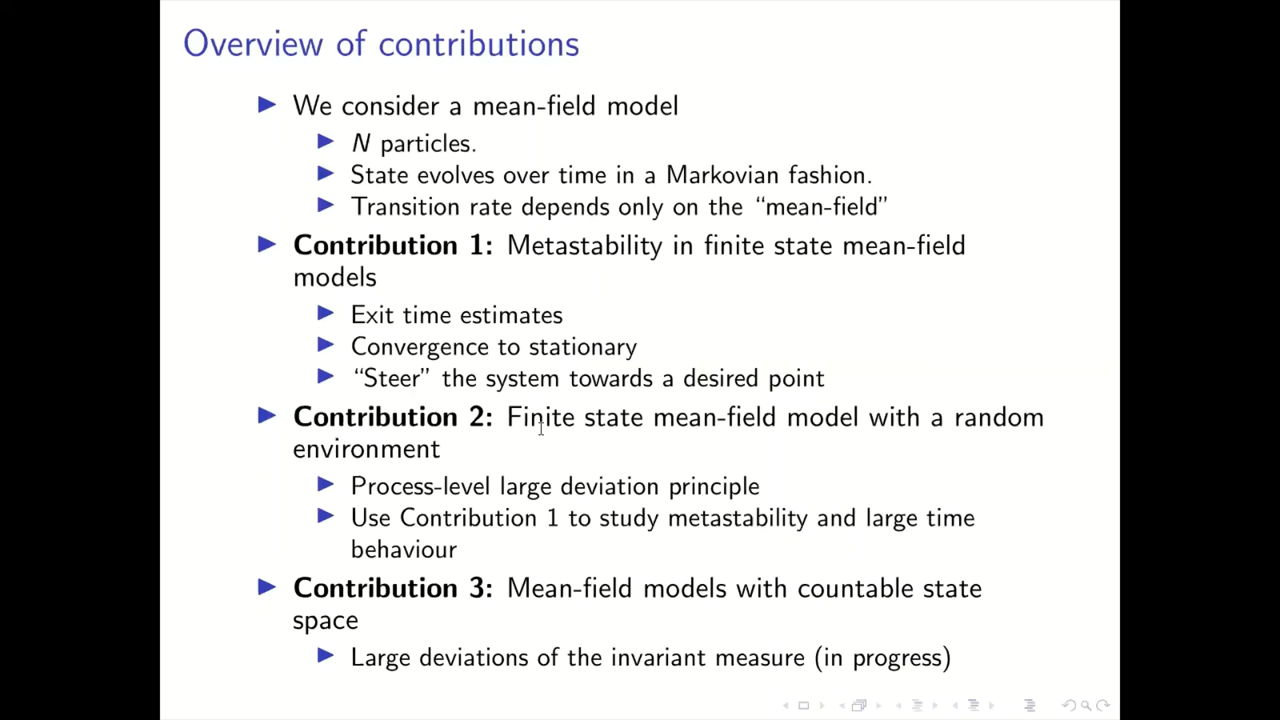 Overview of contributions
We consider a mean-field model
N particles.
State evolves over time in a Markovian fashion.
Transition rate depends only on the “mean-field”
Contribution 1: Metastability in finite state mean-field
models
Exit time estimates
Convergence to stationary
“Steer” the system towards a desired point
Contribution 2: Finite state mean-field model with a random
environment
Process-level large deviation principle
Use Contribution 1 to study metastability and large time
behaviour
Contribution 3: Mean-field models with countable state
space
Large deviations of the invariant measure (in progress)